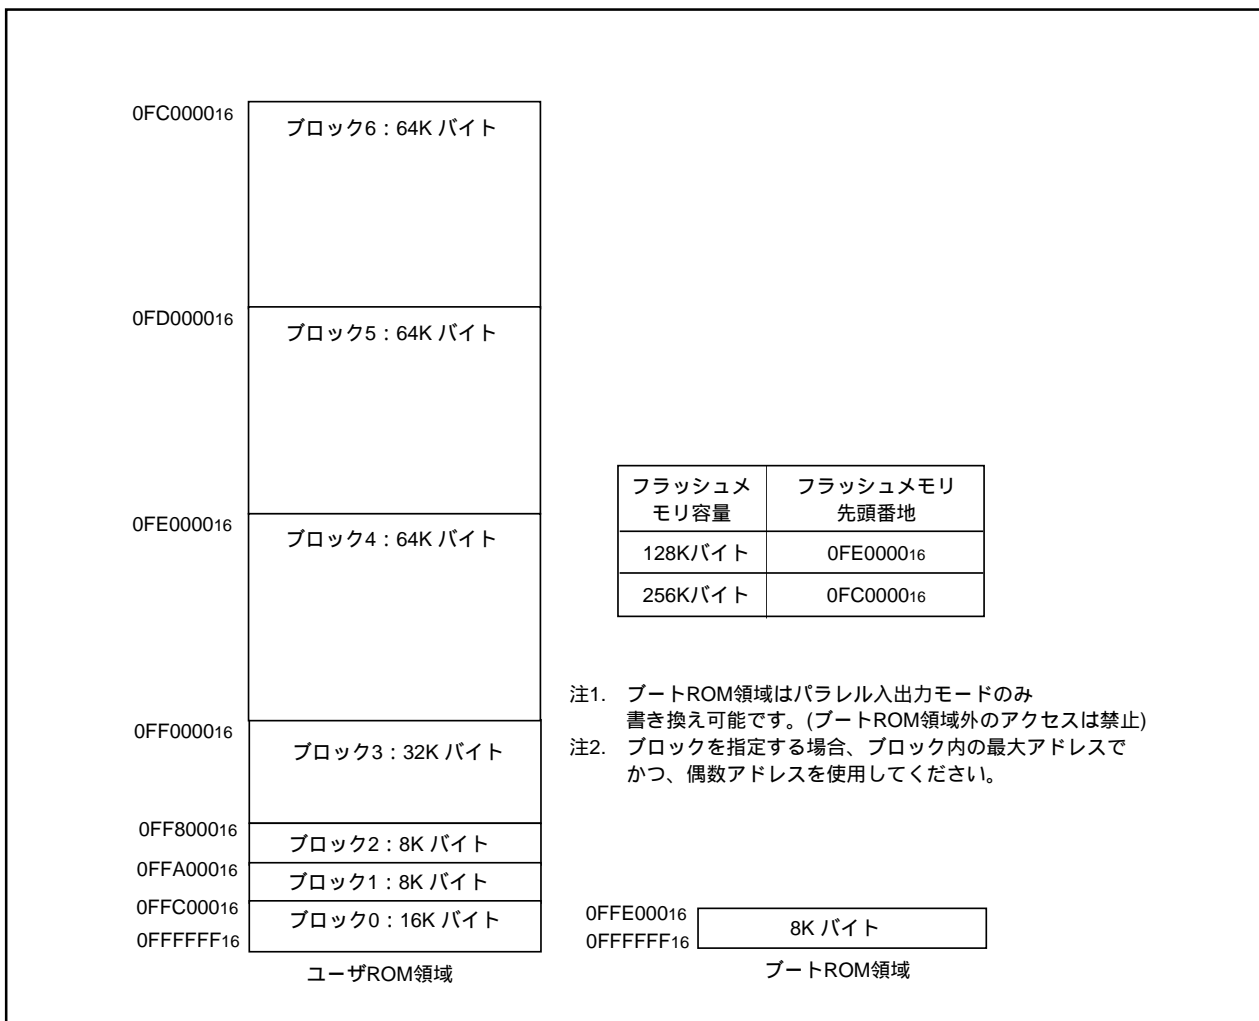 0FC000016
ブロック6：64K バイト
0FD000016
ブロック5：64K バイト
0FE000016
ブロック4：64K バイト
0FF000016
ブロック3：32K バイト
0FF800016
ブロック2：8K バイト
0FFA00016
ブロック1：8K バイト
0FFC00016
ブロック0：16K バイト
0FFFFFF16
ユーザROM領域
フラッシュメ
モリ容量
フラッシュメモリ
先頭番地
128Kバイト 0FE000016
256Kバイト 0FC000016
注1. ブートROM領域はパラレル入出力モードのみ
書き換え可能です。(ブートROM領域外のアクセスは禁止)
注2. ブロックを指定する場合、ブロック内の最大アドレスで
かつ、偶数アドレスを使用してください。
0FFE00016
8K バイト
0FFFFFF16
ブートROM領域